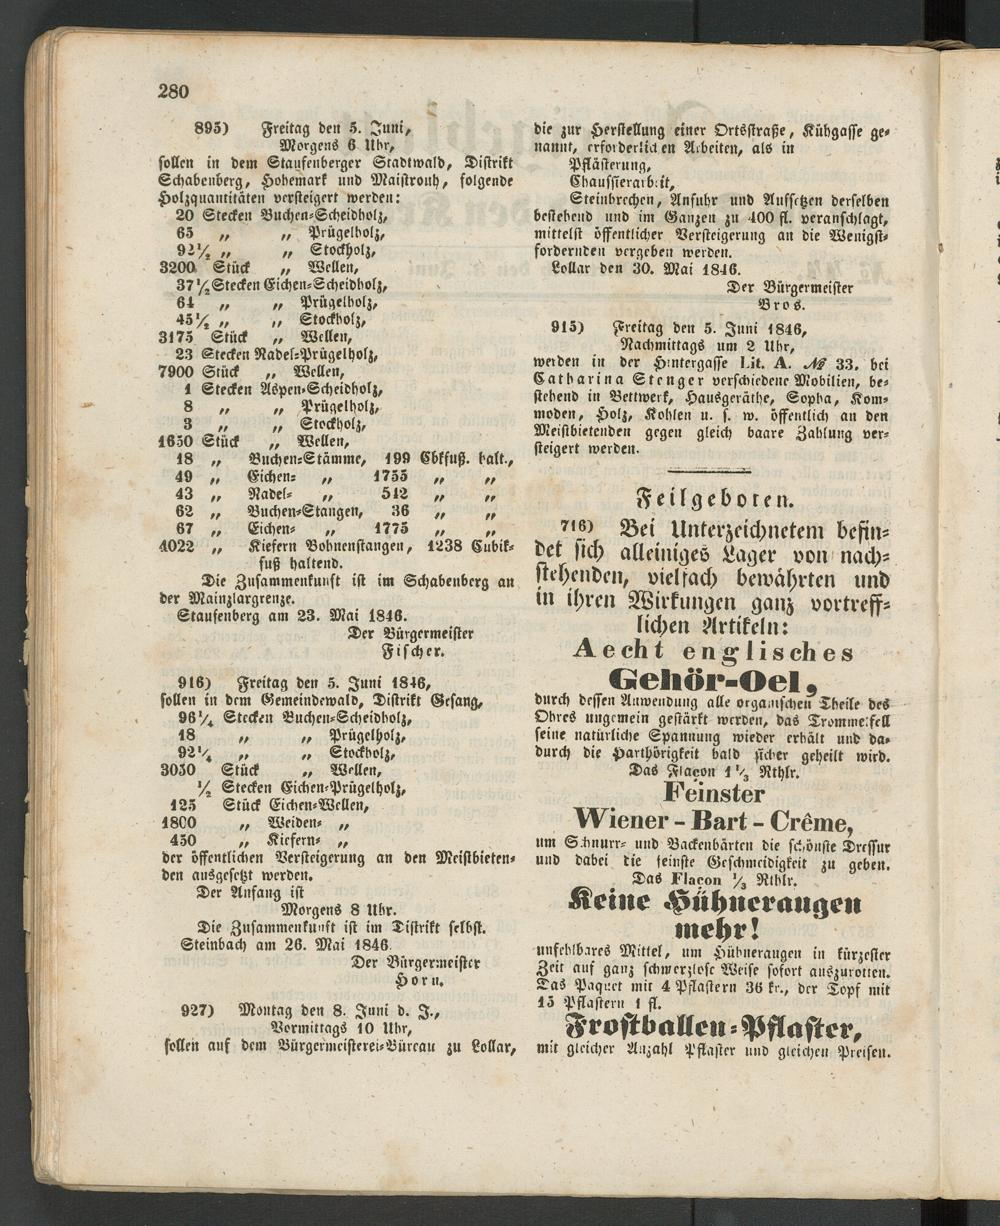 280
895) Freitag den 5. Juni,
Morgens 6 Uhr,
sollen in dem Staufenberger Stadtwald, Distrikt
Schabenberg, Hohemark und Maistrouh, folgende
Holzquantitäten versteigert werden:
20 Stecken Buchen=Scheidholz,
65 „ „ Prügelholz,
92½ „ „ Stockholz,
3200 Stück „ Wellen,
37½ Stecken Eichen=Scheidholz,
64 „ „ Prügelholz,
45½ „ „ Stockholz,
3175 Stück „ Wellen,
23 Stecken Nadel=Prügelholz,
7900 Stück „ Wellen,
1 Stecken Aspen=Scheidholz,
8 „ „ Prügelholz,
3 „ „ Stockholz,
1650 Stück „ Wellen,
18 „ Buchen=Stämme, 199 Cbkfuß. halt.,
49 „ Eichen= „ 1755 „ „
43 „ Nadel= „ 512 „ „
62 „ Buchen=Stangen, 36 „ „
67 „ Eichen= „ 1775 „ „
4022 „ Kiefern Bohnenstangen, 1238 Cubik=
fuß haltend.
Die Zusammenkunft ist im Schabenberg an
der Mainzlargrenze.
Staufenberg am 23. Mai 1846.
Der Bürgermeister
Fischer.
916) Freitag den 5. Juni 1846,
sollen in dem Gemeindewald, Distrikt Gesang,
96¼ Stecken Buchen=Scheidholz,
18 „ „ Prügelholz,
92¼ „ „ Stockholz,
3050 Stück „ Wellen,
½ Stecken Eichen=Prügelholz,
125 Stück Eichen=Wellen,
1800 „ Weiden= „
450 „ Kiefern= „
der öffentlichen Versteigerung an den Meistbieten=
den ausgesetzt werden.
Der Anfang ist
Morgens 8 Uhr.
Die Zusammenkunft ist im Distrikt selbst.
Steinbach am 26. Mai 1846
Der Bürgermeister
Horn.
927) Montag den 8. Juni d. J.,
Vormittags 10 Uhr,
sollen auf dem Bürgermeisterei=Büreau zu Lollar,
die zur Herstellung einer Ortsstraße, Kühgasse ge=
nannt, erforderlichen Arbeiten, als in
Pflästerung,
Chaussierarbeit,
Steinbrechen, Anfuhr und Aufsetzen derselben
bestehend und im Ganzen zu 400 fl. veranschlagt,
mittelst öffentlicher Versteigerung an die Wenigst=
fordernden vergeben werden.
Lollar den 30. Mai 1846.
Der Bürgermeister
Bros.
915) Freitag den 5. Juni 1846,
Nachmittags um 2 Uhr,
werden in der Hintergasse Lit. A. № 33. bei
Catharina Stenger verschiedene Mobilien, be=
stehend in Bettwerk, Hausgeräthe, Sopha, Kom=
moden, Holz, Kohlen u. s. w. öffentlich an den
Meistbietenden gegen gleich baare Zahlung ver=
steigert werden.
Feilgeboten.
716) Bei Unterzeichnetem befin=
det sich alleiniges Lager von nach=
stehenden, vielfach bewährten und
in ihren Wirkungen ganz vortreff=
lichen Artikeln:
Aecht englisches
Gehör-Oel,
durch dessen Anwendung alle organischen Theile des
Ohres ungemein gestärkt werden, das Trommelfell
seine natürliche Spannung wieder erhält und da=
durch die Harthörigkeit bald sicher geheilt wird.
Das Flaçon 1⅓ Rthlr.
Feinster
Wiener-Bart-Crême,
um Schnurr= und Backenbärten die schönste Dressur
und dabei die feinste Geschmeidigkeit zu geben.
Das Flacon ⅓ Rthlr.
Keine Hühneraugen
mehr!
unfehlbares Mittel, um Hühneraugen in kürzester
Zeit auf ganz schmerzlose Weise sofort auszurotten.
Das Paquet mit 4 Pflastern 36 kr., der Topf mit
15 Pflastern 1 fl.
Frostballen=Pflaster,
mit gleicher Anzahl Pflaster und gleichen Preisen.